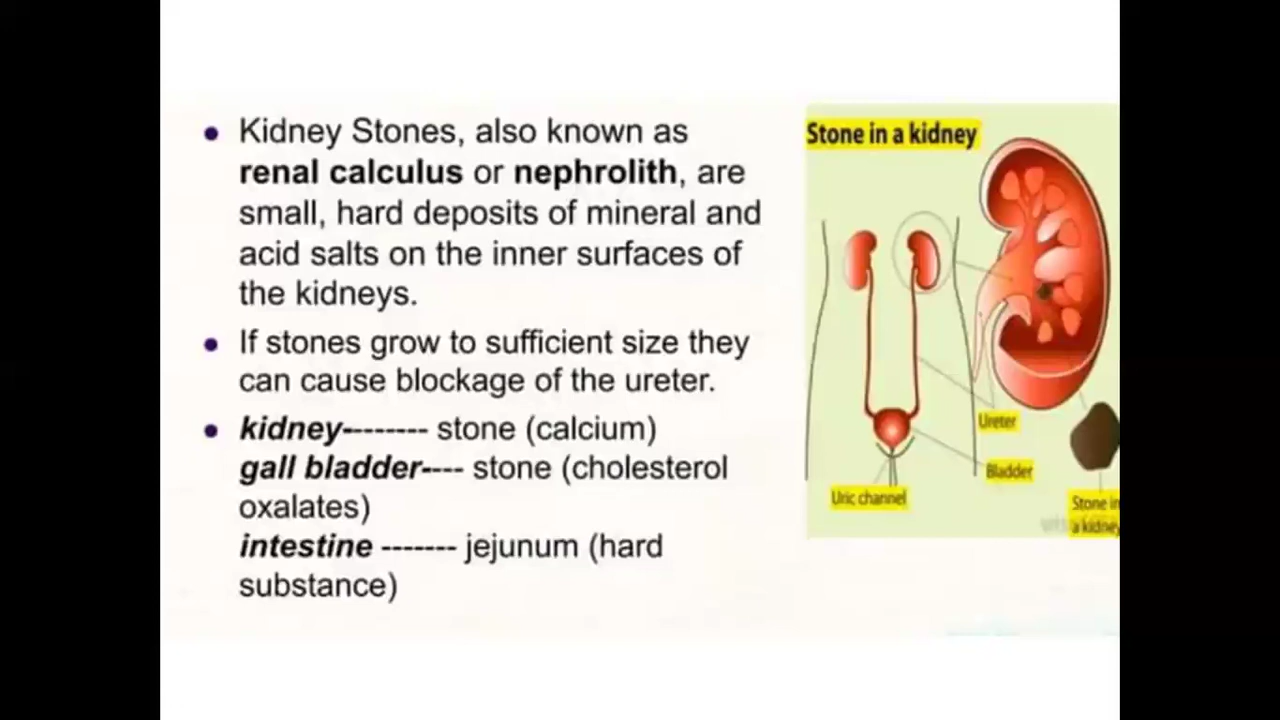 Kidney Stones, also known as
renal calculus or nephrolith, are
small, hard deposits of mineral and
acid salts on the inner surfaces of
the kidneys.
If stones grow to sufficient size they
can cause blockage of the ureter.
kidney-------- stone (calcium)
gall bladder---- stone (cholesterol
oxalates)
intestine ------- jejunum (hard
substance)
Stone in a kidney
Ureter
Bladder
Uric channel
Stone in
a kidney